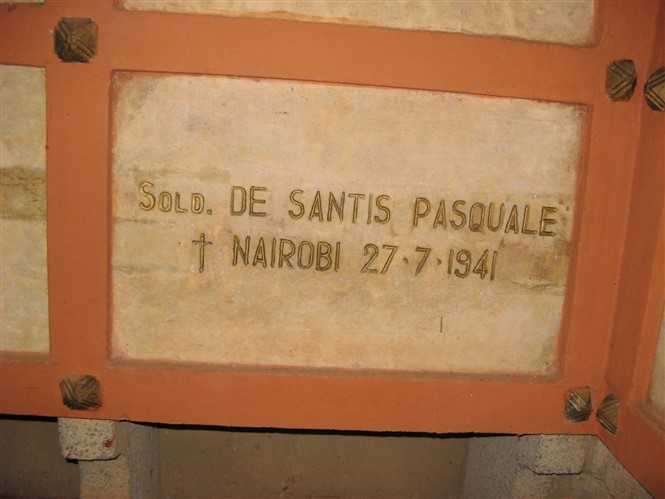 SOLD. DE SANTIS PASQUALE
† NAIROBI 27·7·1941